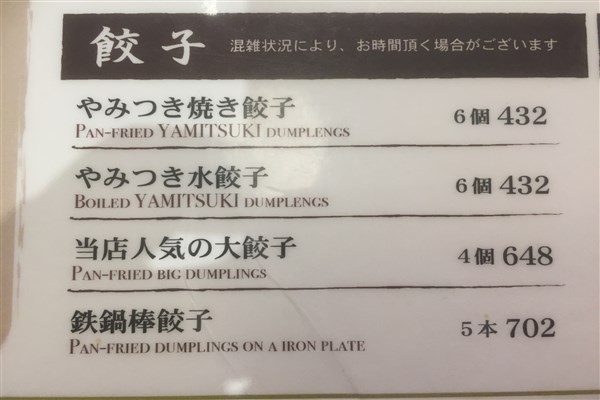 餃子 混雑状況により、お時間頂く場合がございます
やみつき焼き餃子 6個 432
PAN-FRIED YAMITSUKI DUMPLENGS
やみつき水餃子 6個 432
BOILED YAMITSUKI DUMPLENGS
当店人気の大餃子 4個 648
PAN-FRIED BIG DUMPLINGS
鉄鍋棒餃子 5本 702
PAN-FRIED DUMPLINGS ON A IRON PLATE